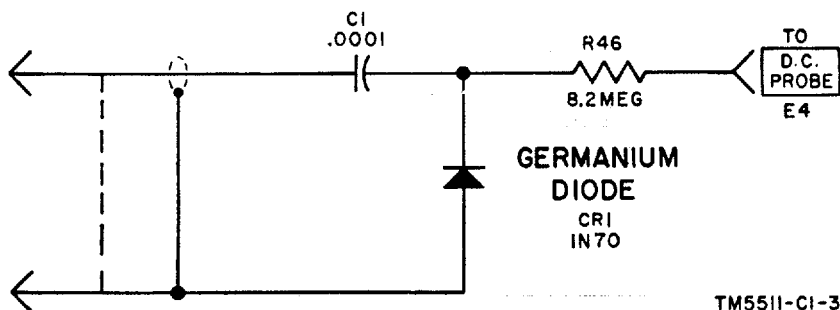 C1
.0001
R46
8.2MEG
TO
D.C.
PROBE
E4
GERMANIUM
DIODE
CR1
IN70
TM5511-C1-3